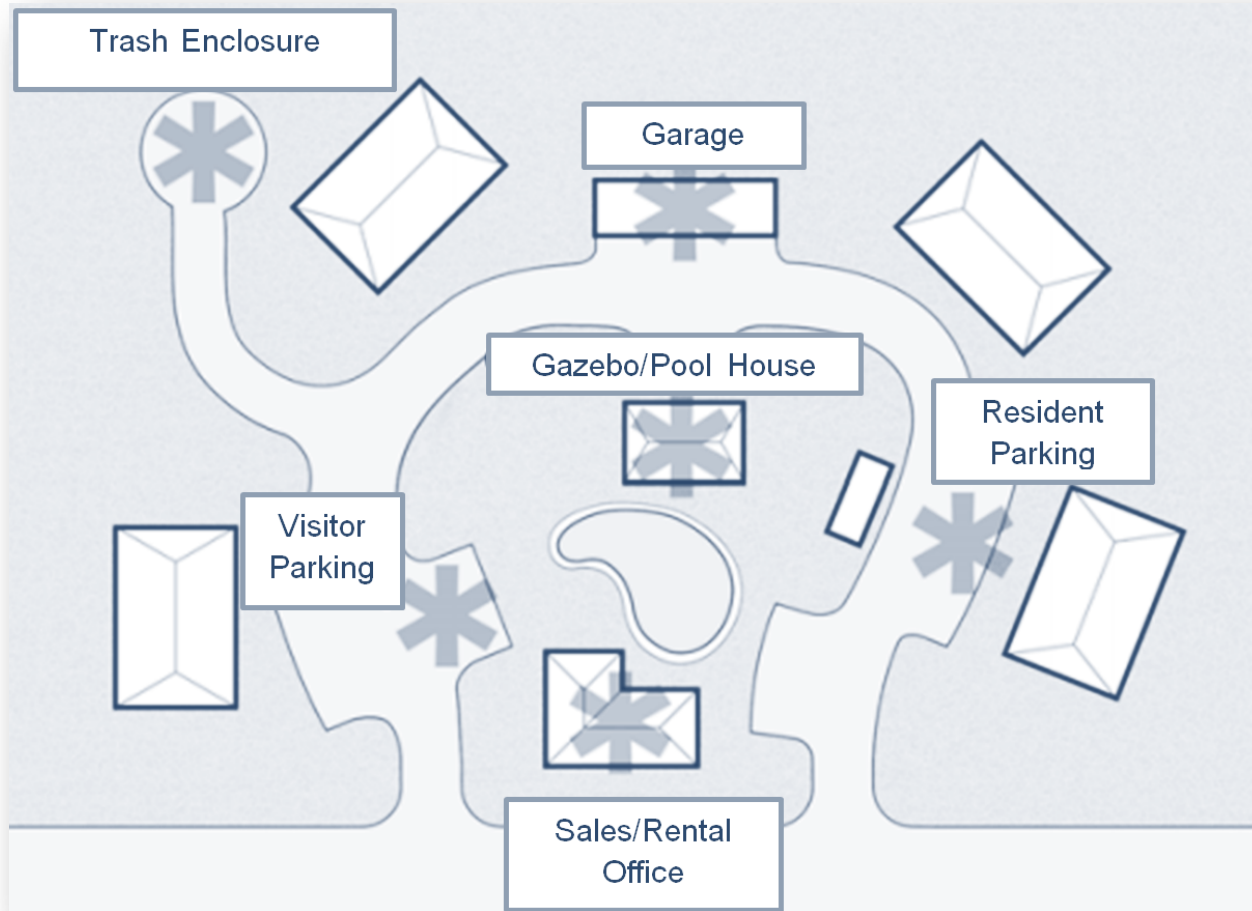 Trash Enclosure
Garage
Gazebo/Pool House
Resident
Parking
Visitor
Parking
Sales/Rental
Office